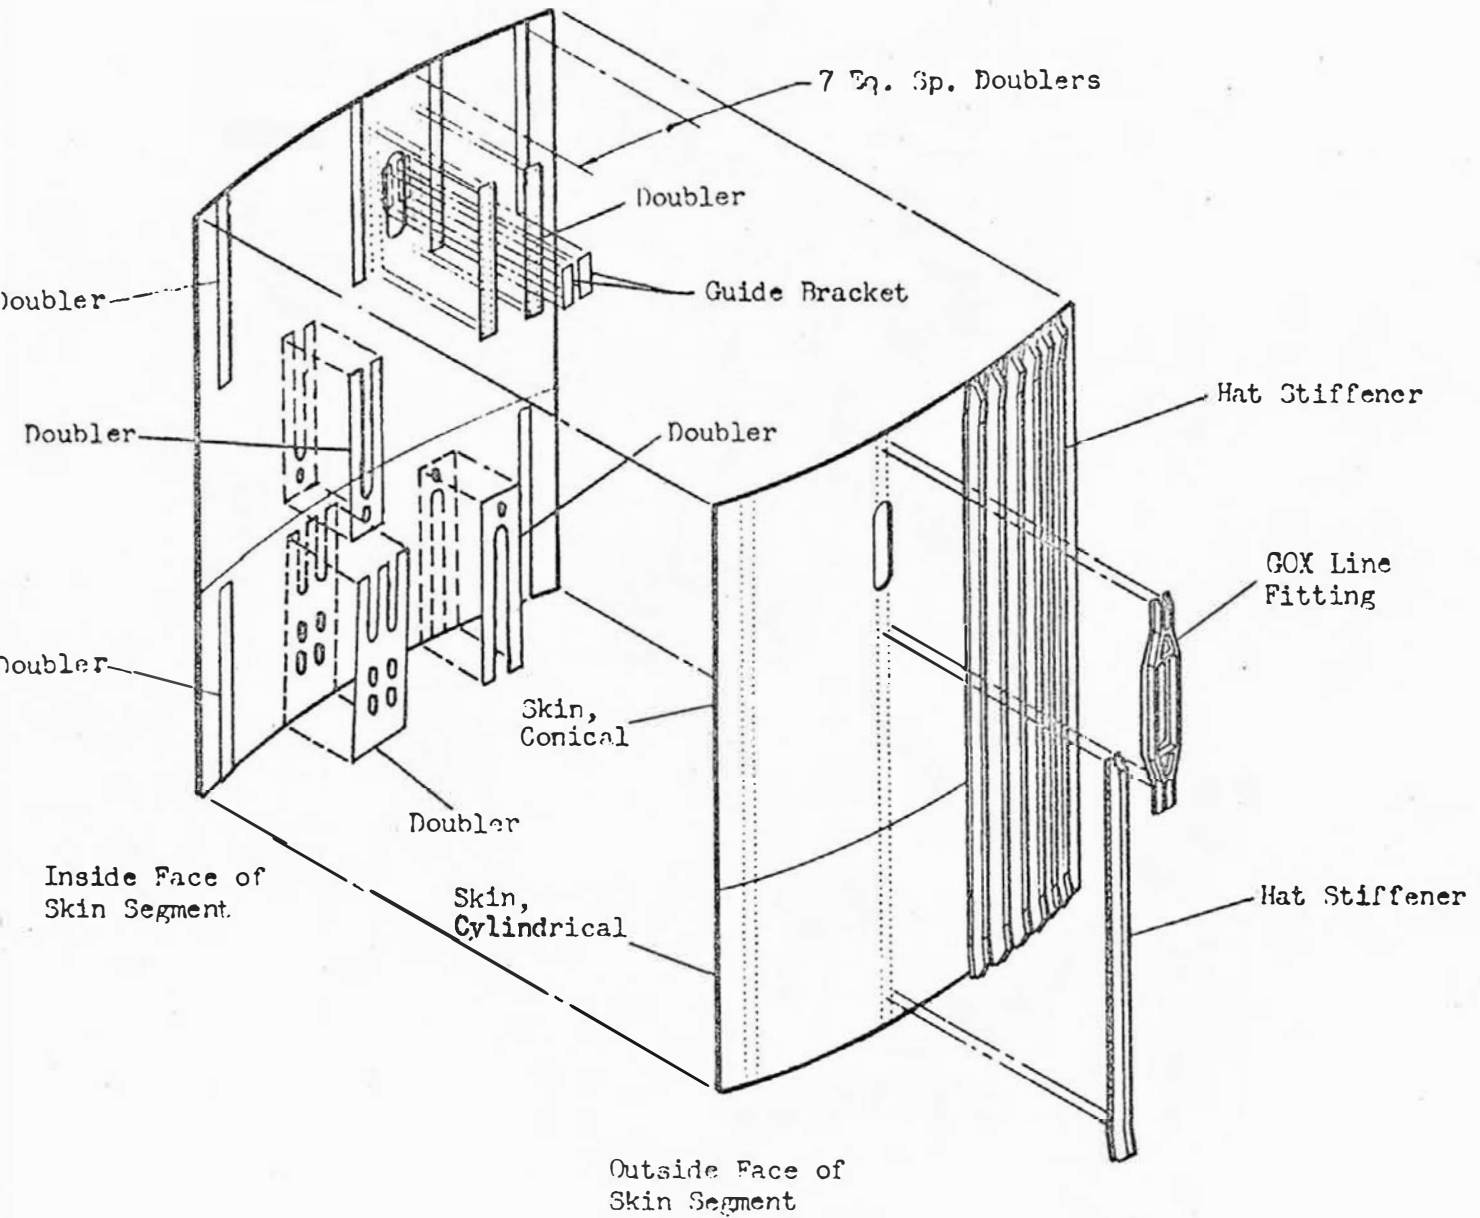 7 Eq. Sp. Doublers
Doubler
Doubler
Guide Bracket
Hat Stiffener
Doubler
Doubler
GOX Line
Fitting
Doubler
Skin,
Conical
Doubler
Inside Face of
Skin Segment
Skin,
Cylindrical
Hat Stiffener
Outside Face of
Skin Segment